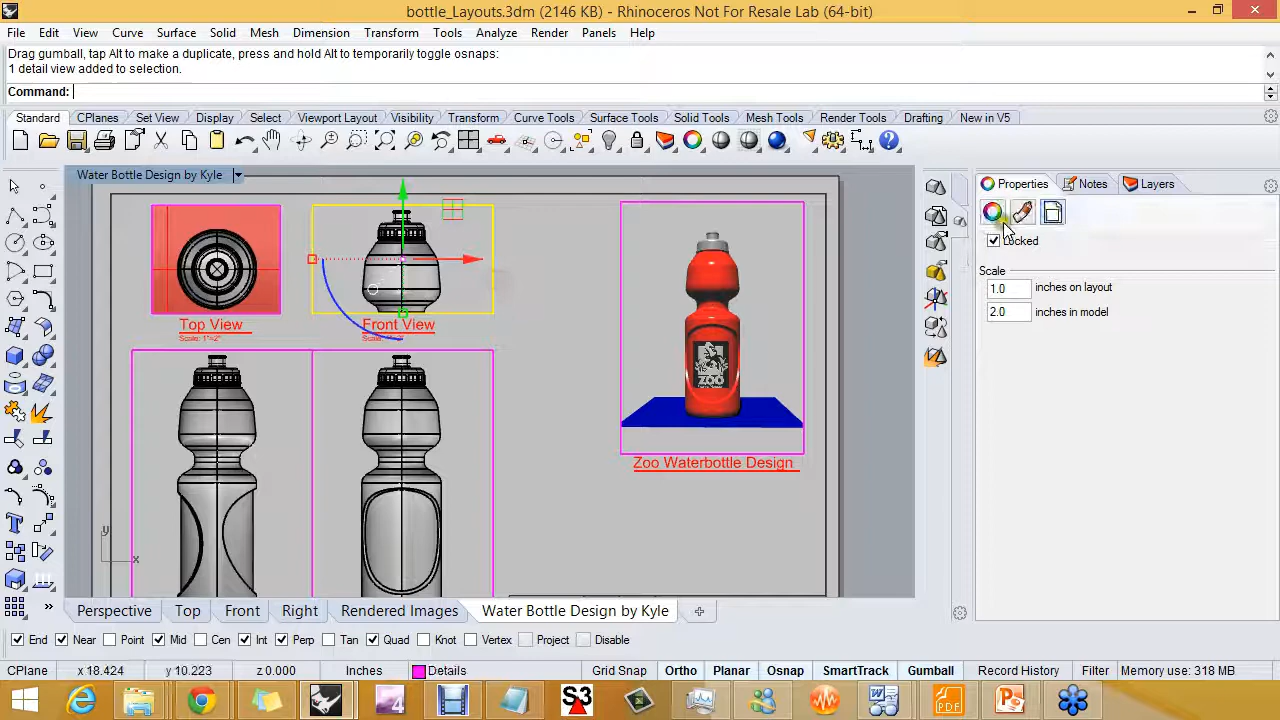 bottle_Layouts.3dm (2146 KB) - Rhinoceros Not For Resale Lab (64-bit)
File Edit View Curve Surface Solid Mesh Dimension Transform Tools Analyze Render Panels Help
Drag gumball, tap Alt to make a duplicate, press and hold Alt to temporarily toggle osnaps:
1 detail view added to selection.
Command:
Standard CPlanes Set View Display Select Viewport Layout Visibility Transform Curve Tools Surface Tools Solid Tools Mesh Tools Render Tools Drafting New in V5
Water Bottle Design by Kyle
Properties Notes Layers
Locked
Scale
1.0 inches on layout
2.0 inches in model
Top View
Scale: 1"=2"
Front View
ZOO
Zoo Waterbottle Design
y
x
Perspective Top Front Right Rendered Images Water Bottle Design by Kyle
End Near Point Mid Cen Int Perp Tan Quad Knot Vertex Project Disable
CPlane x 18.424 y 10.223 z 0.000 Inches Details Grid Snap Ortho Planar Osnap SmartTrack Gumball Record History Filter Memory use: 318 MB
4 S3 PDF